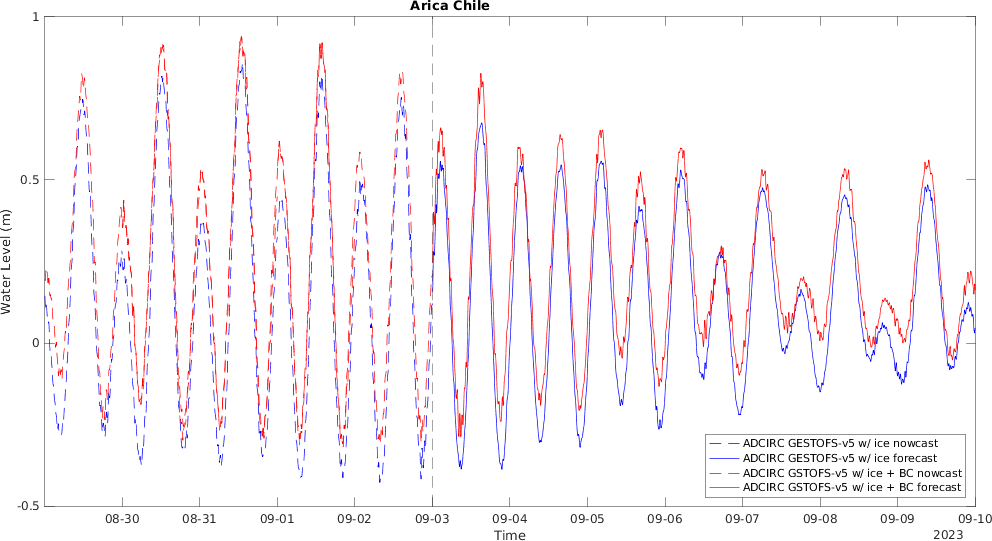 Arica Chile
1
0.5
0
-0.5
Water Level (m)
ADCIRC GESTOFS-v5 w/ ice nowcast
ADCIRC GESTOFS-v5 w/ ice forecast
ADCIRC GSTOFS-v5 w/ ice + BC nowcast
ADCIRC GSTOFS-v5 w/ ice + BC forecast
08-30 08-31 09-01 09-02 09-03 09-04 09-05 09-06 09-07 09-08 09-09 09-10
Time
2023